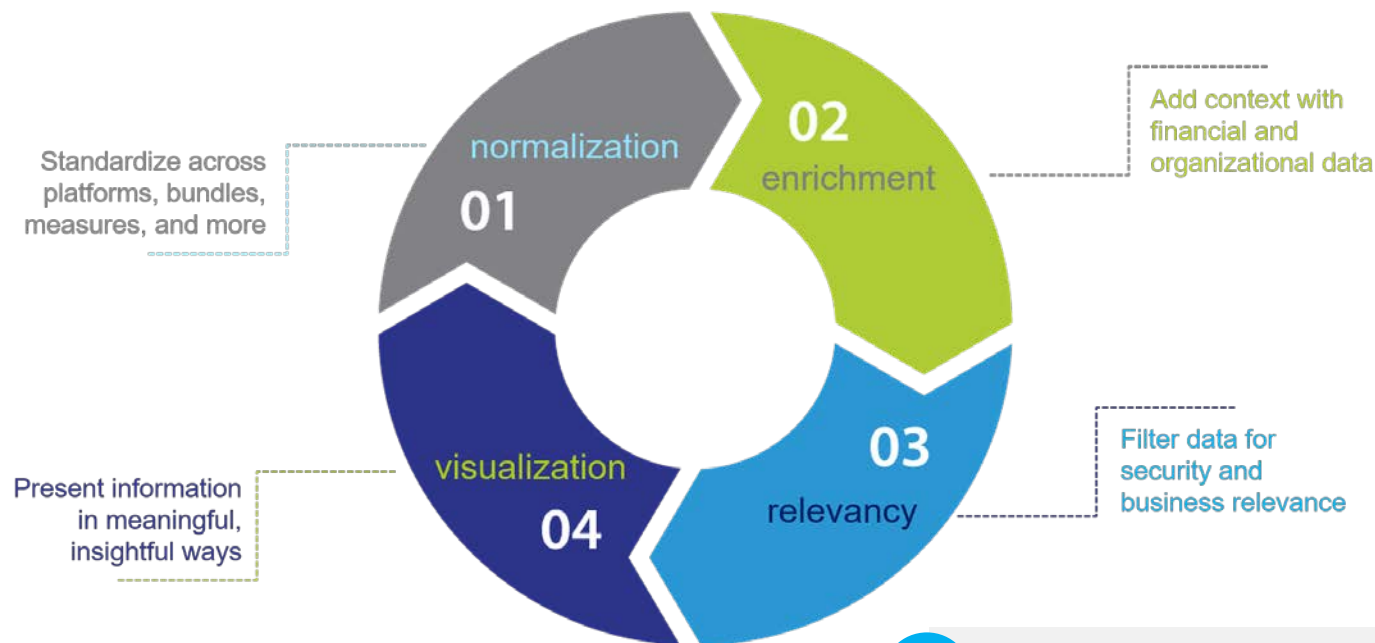 normalization
01
Standardize across
platforms, bundles,
measures, and more
02
enrichment
Add context with
financial and
organizational data
03
relevancy
Filter data for
security and
business relevance
visualization
04
Present information
in meaningful,
insightful ways